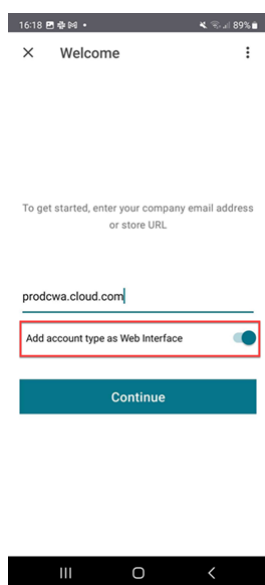 16:18 89%
Welcome
To get started, enter your company email address
or store URL
prodcwa.cloud.com
Add account type as Web Interface
Continue